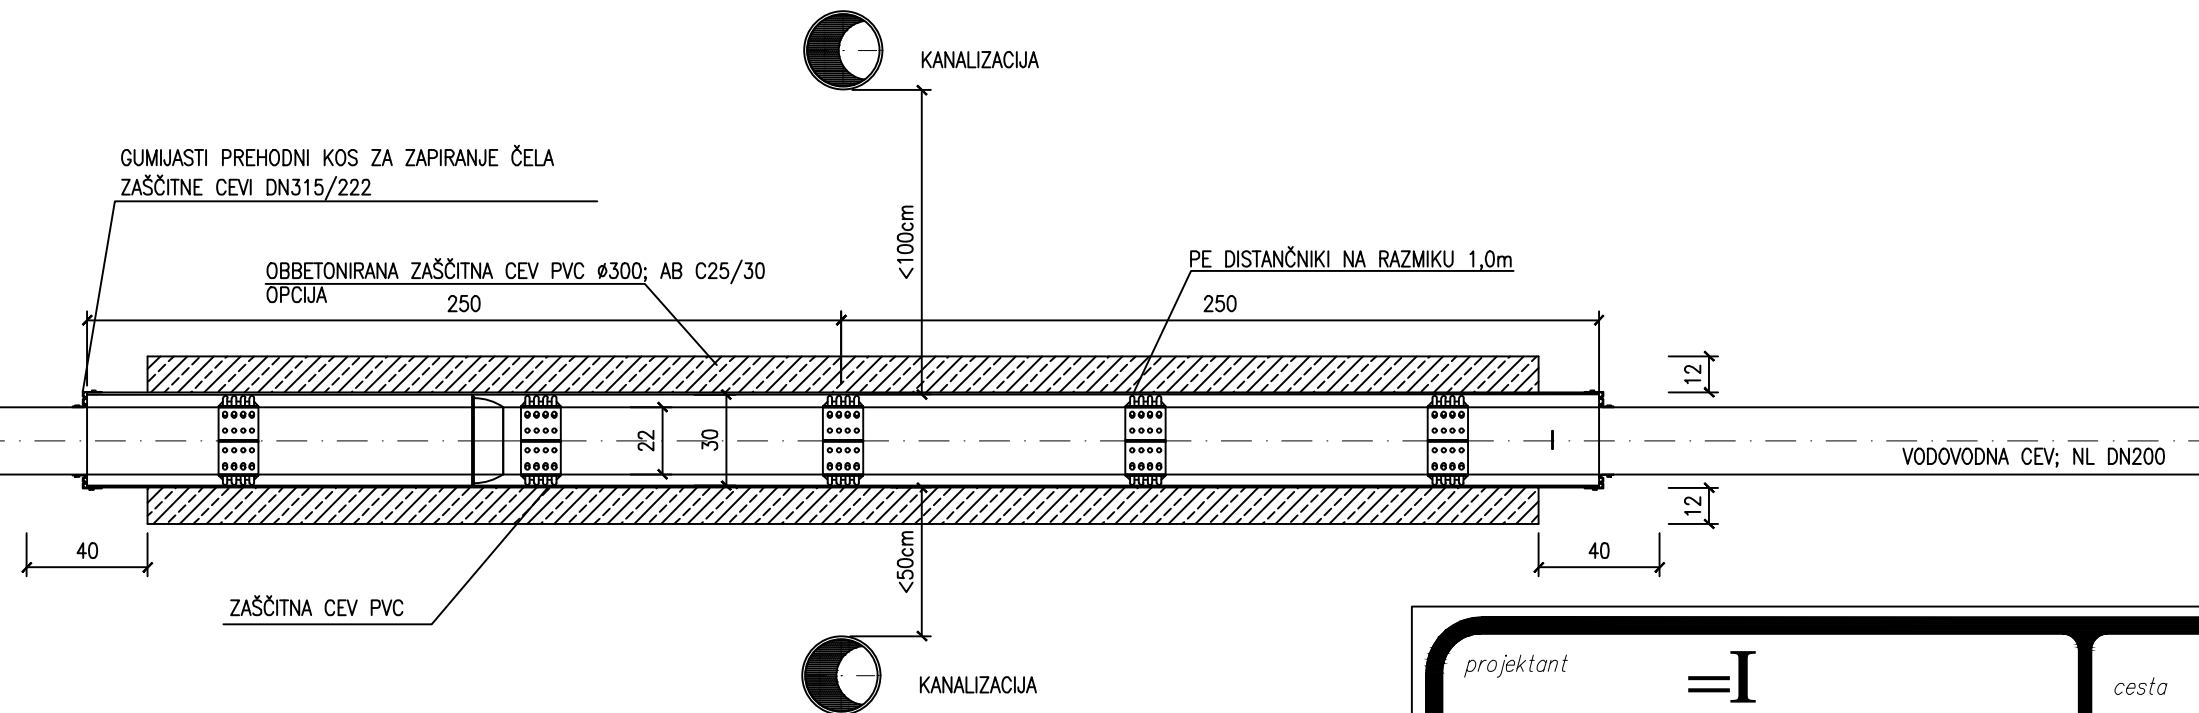 KANALIZACIJA
GUMIJASTI PREHODNI KOS ZA ZAPIRANJE ČELA
ZAŠČITNE CEVI DN315/222
<100cm
OBBETONIRANA ZAŠČITNA CEV PVC ø300; AB C25/30
OPCIJA
PE DISTANČNIKI NA RAZMIKU 1,0m
250
250
12
22
30
VODOVODNA CEV; NL DN200
12
40
<50cm
40
ZAŠČITNA CEV PVC
KANALIZACIJA
projektant
=I
cesta